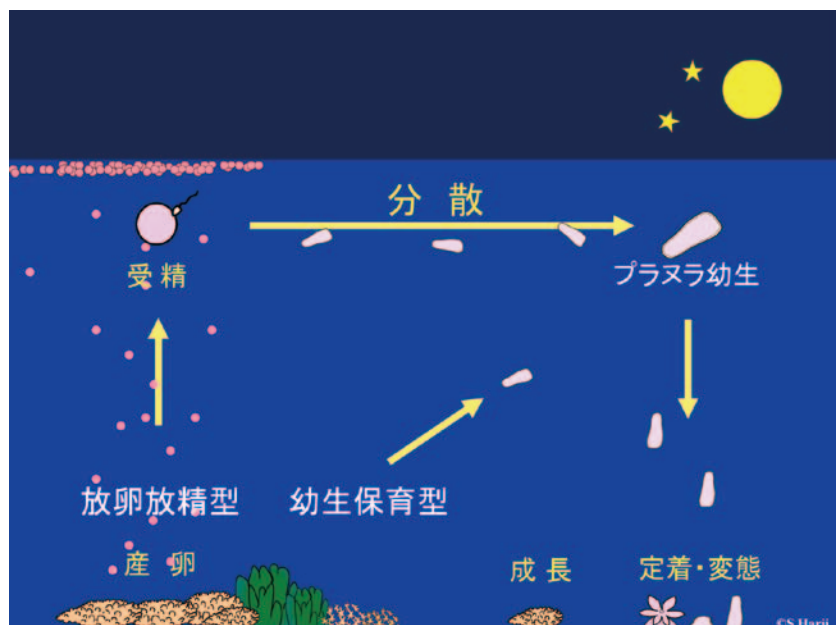 分散
受精
プラヌラ幼生
放卵放精型
幼生保育型
産卵
成長
定着・変態
©S.Harii